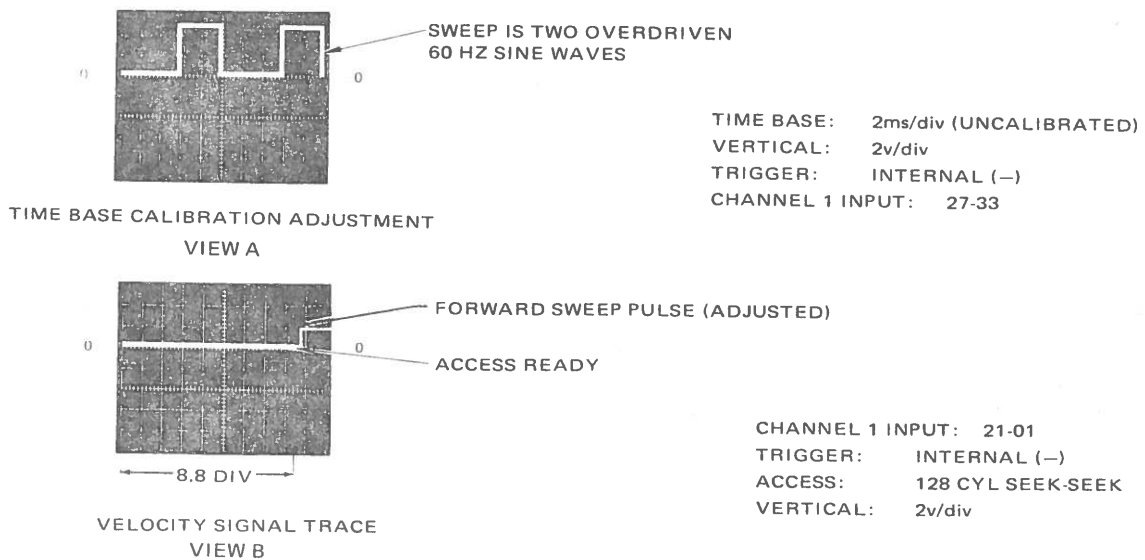 SWEEP IS TWO OVERDRIVEN
60 HZ SINE WAVES
0 0
TIME BASE: 2ms/div (UNCALIBRATED)
VERTICAL: 2v/div
TRIGGER: INTERNAL (—)
CHANNEL 1 INPUT: 27-33
TIME BASE CALIBRATION ADJUSTMENT
VIEW A
FORWARD SWEEP PULSE (ADJUSTED)
0 0
ACCESS READY
8.8 DIV
CHANNEL 1 INPUT: 21-01
TRIGGER: INTERNAL (—)
ACCESS: 128 CYL SEEK-SEEK
VERTICAL: 2v/div
VELOCITY SIGNAL TRACE
VIEW B